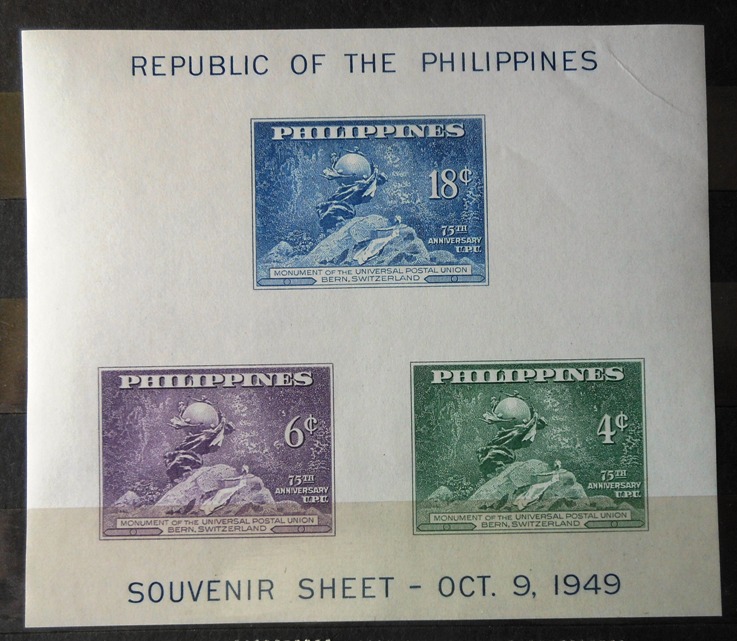 REPUBLIC OF THE PHILIPPINES
PHILIPPINES
18¢
75TH
ANNIVERSARY
U.P.U.
MONUMENT OF THE UNIVERSAL POSTAL UNION
BERN, SWITZERLAND
PHILIPPINES
6¢
75TH
ANNIVERSARY
U.P.U.
MONUMENT OF THE UNIVERSAL POSTAL UNION
BERN, SWITZERLAND
PHILIPPINES
4¢
75TH
ANNIVERSARY
U.P.U.
MONUMENT OF THE UNIVERSAL POSTAL UNION
BERN, SWITZERLAND
SOUVENIR SHEET - OCT. 9, 1949